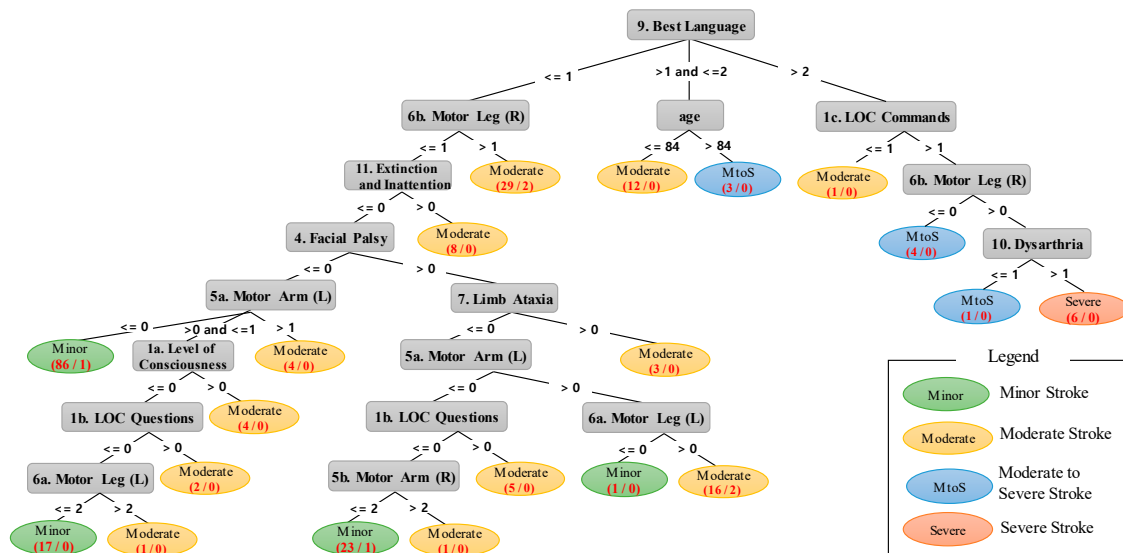 9. Best Language
<= 1
>1 and <=2
> 2
6b. Motor Leg (R)
age
1c. LOC Commands
<= 1
> 1
<= 84
> 84
<= 1
> 1
11. Extinction
and Inattention
Moderate
(29 / 2)
Moderate
(12 / 0)
MtoS
(3 / 0)
Moderate
(1 / 0)
6b. Motor Leg (R)
<= 0
> 0
<= 0
> 0
4. Facial Palsy
Moderate
(8 / 0)
MtoS
(4 / 0)
10. Dysarthria
<= 0
> 0
<= 1
> 1
5a. Motor Arm (L)
7. Limb Ataxia
MtoS
(1 / 0)
Severe
(6 / 0)
<= 0
>0 and <=1
> 1
<= 0
> 0
Minor
(86 / 1)
1a. Level of
Consciousness
Moderate
(4 / 0)
5a. Motor Arm (L)
Moderate
(3 / 0)
<= 0
> 0
<= 0
> 0
1b. LOC Questions
Moderate
(4 / 0)
1b. LOC Questions
6a. Motor Leg (L)
<= 0
> 0
<= 0
> 0
<= 0
> 0
6a. Motor Leg (L)
Moderate
(2 / 0)
5b. Motor Arm (R)
Moderate
(5 / 0)
Minor
(1 / 0)
Moderate
(16 / 2)
<= 2
> 2
<= 2
> 2
Minor
(17 / 0)
Moderate
(1 / 0)
Minor
(23 / 1)
Moderate
(1 / 0)
Legend
Minor
Minor Stroke
Moderate
Moderate Stroke
MtoS
Moderate to
Severe Stroke
Severe
Severe Stroke